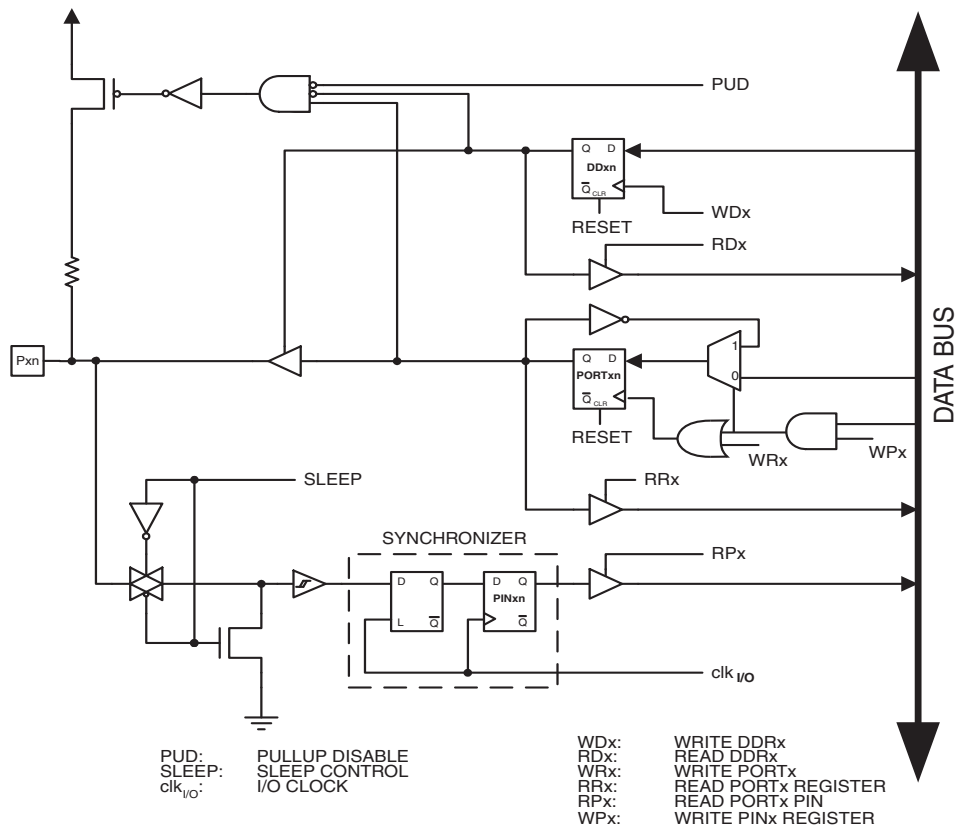 PUD
Q D
DDxn
Q CLR
WDx
RESET
RDx
Pxn
1
Q D
PORTxn
0
Q CLR
DATA BUS
RESET
WRx
WPx
SLEEP
RRx
SYNCHRONIZER
RPx
D Q
D Q
PINxn
L Q
Q
clk I/O
PUD: PULLUP DISABLE
SLEEP: SLEEP CONTROL
clkI/O: I/O CLOCK
WDx: WRITE DDRx
RDx: READ DDRx
WRx: WRITE PORTx
RRx: READ PORTx REGISTER
RPx: READ PORTx PIN
WPx: WRITE PINx REGISTER